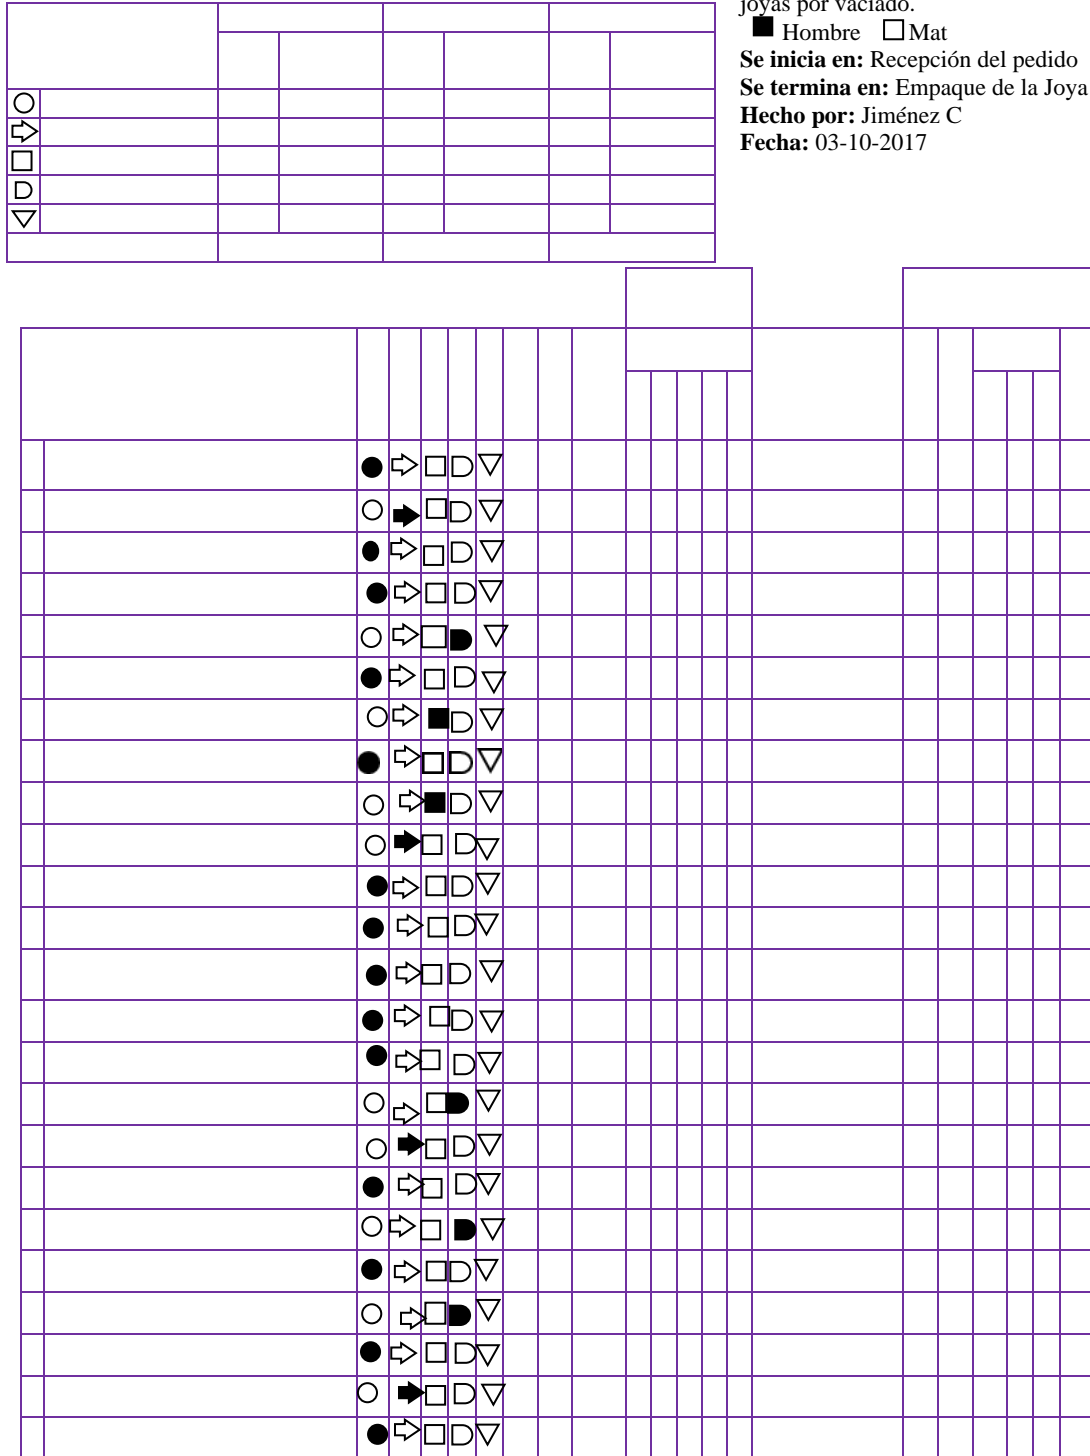 joyas por vaciado.
■ Hombre □ Mat
Se inicia en: Recepción del pedido
Se termina en: Empaque de la Joya
Hecho por: Jiménez C
Fecha: 03-10-2017